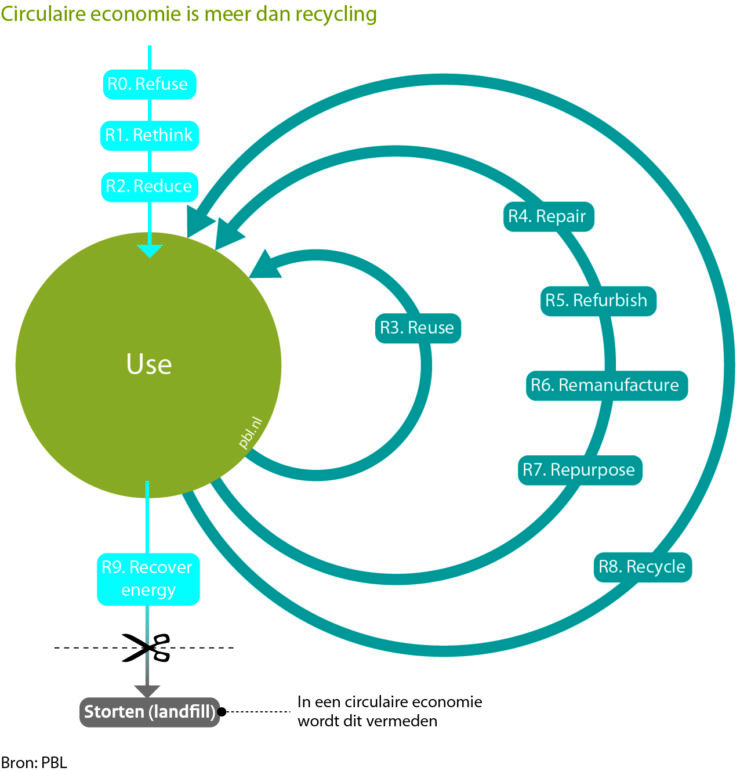 Circulaire economie is meer dan recycling
R0. Refuse
R1. Rethink
R2. Reduce
R4. Repair
R5. Refurbish
R3. Reuse
Use
R6. Remanufacture
pbl.nl
R7. Repurpose
R9. Recover
energy
R8. Recycle
Storten (landfill)
In een circulaire economie
wordt dit vermeden
Bron: PBL